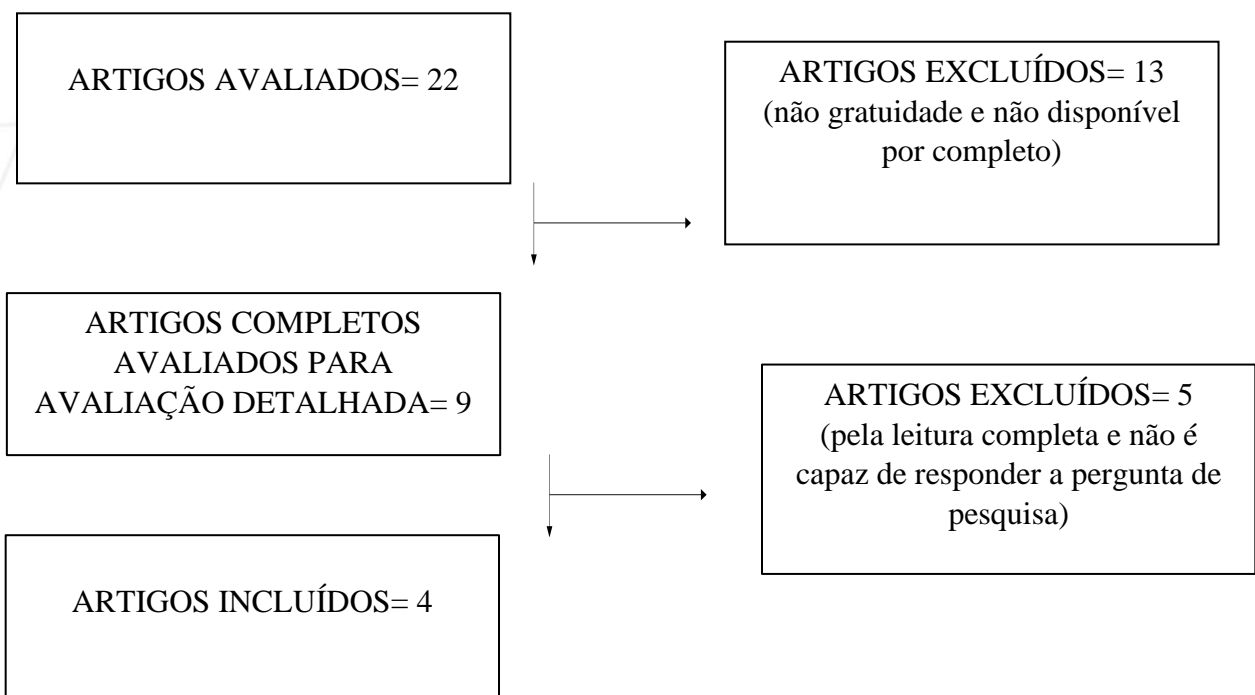 ARTIGOS AVALIADOS= 22
ARTIGOS EXCLUÍDOS= 13
(não gratuidade e não disponível
por completo)
ARTIGOS COMPLETOS
AVALIADOS PARA
AVALIAÇÃO DETALHADA= 9
ARTIGOS EXCLUÍDOS= 5
(pela leitura completa e não é
capaz de responder a pergunta de
pesquisa)
ARTIGOS INCLUÍDOS= 4